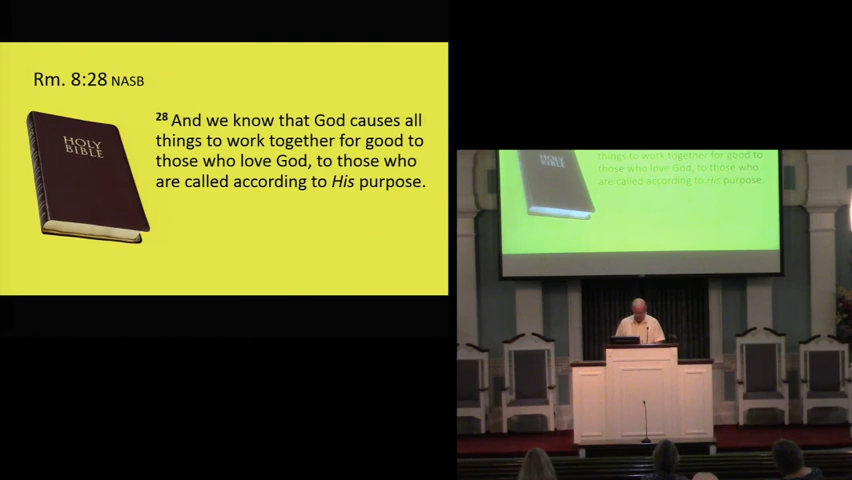 Rm. 8:28 NASB
HOLY
BIBLE
28 And we know that God causes all
things to work together for good to
those who love God, to those who
are called according to His purpose.
HOLY
BIBLE
things to work together for good to
those who love God, to those who
are called according to His purpose.